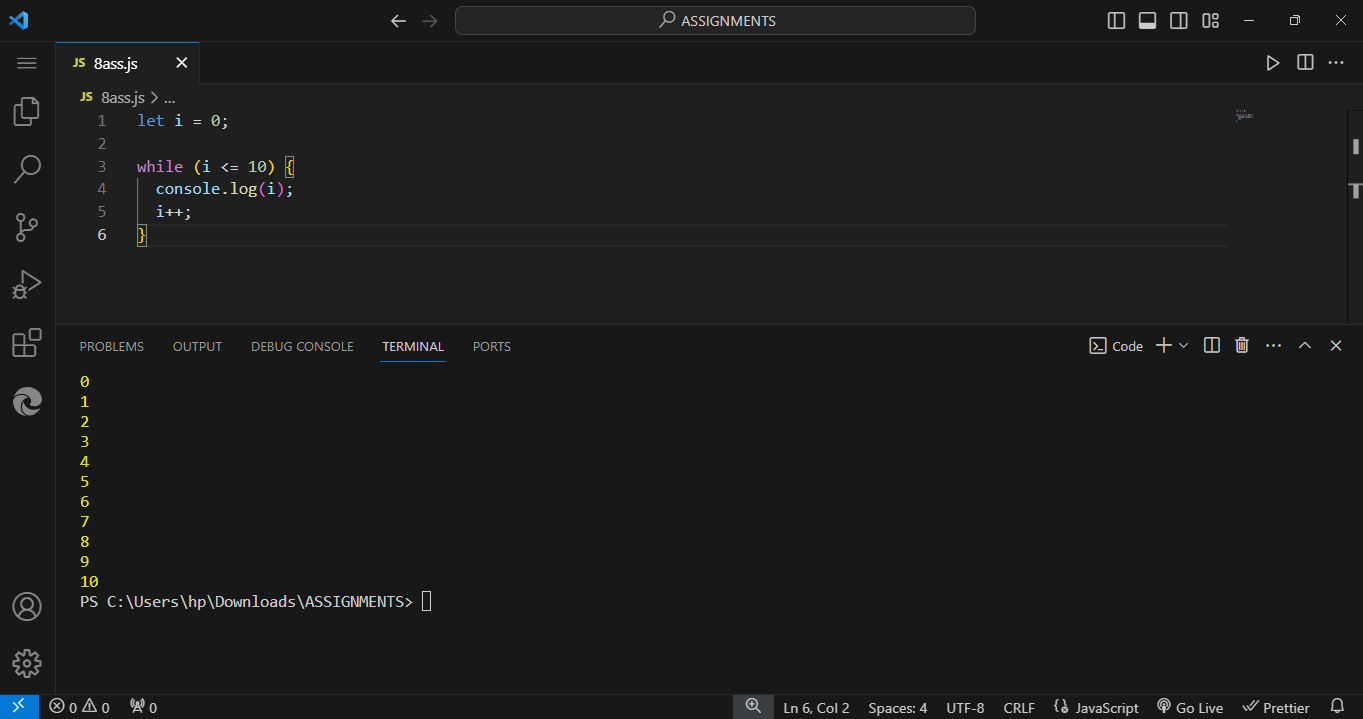 ASSIGNMENTS
JS 8ass.js
JS 8ass.js > ...
1 let i = 0;
2
3 while (i <= 10) {
4   console.log(i);
5   i++;
6 }
PROBLEMS OUTPUT DEBUG CONSOLE TERMINAL PORTS Code
0
1
2
3
4
5
6
7
8
9
10
PS C:\Users\hp\Downloads\ASSIGNMENTS>
0 0 0 Ln 6, Col 2 Spaces: 4 UTF-8 CRLF {} JavaScript Go Live Prettier